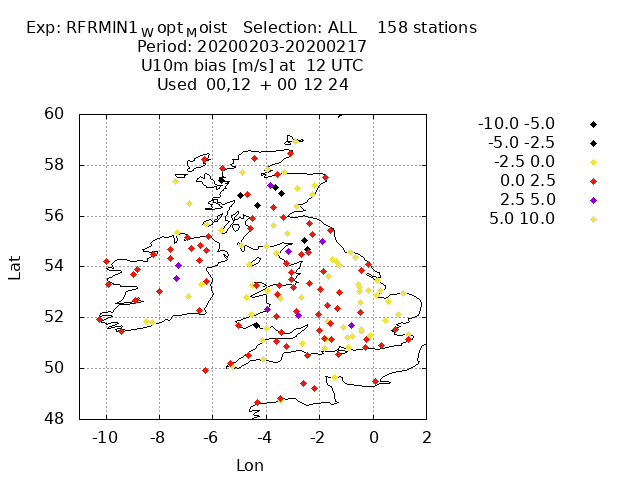 Exp: RFRMIN1WoptMoist Selection: ALL 158 stations
Period: 20200203-20200217
U10m bias [m/s] at 12 UTC
Used 00,12 + 00 12 24
60
58
56
54
52
50
48
-10 -8 -6 -4 -2 0 2
Lat
Lon
-10.0 -5.0
-5.0 -2.5
-2.5 0.0
0.0 2.5
2.5 5.0
5.0 10.0